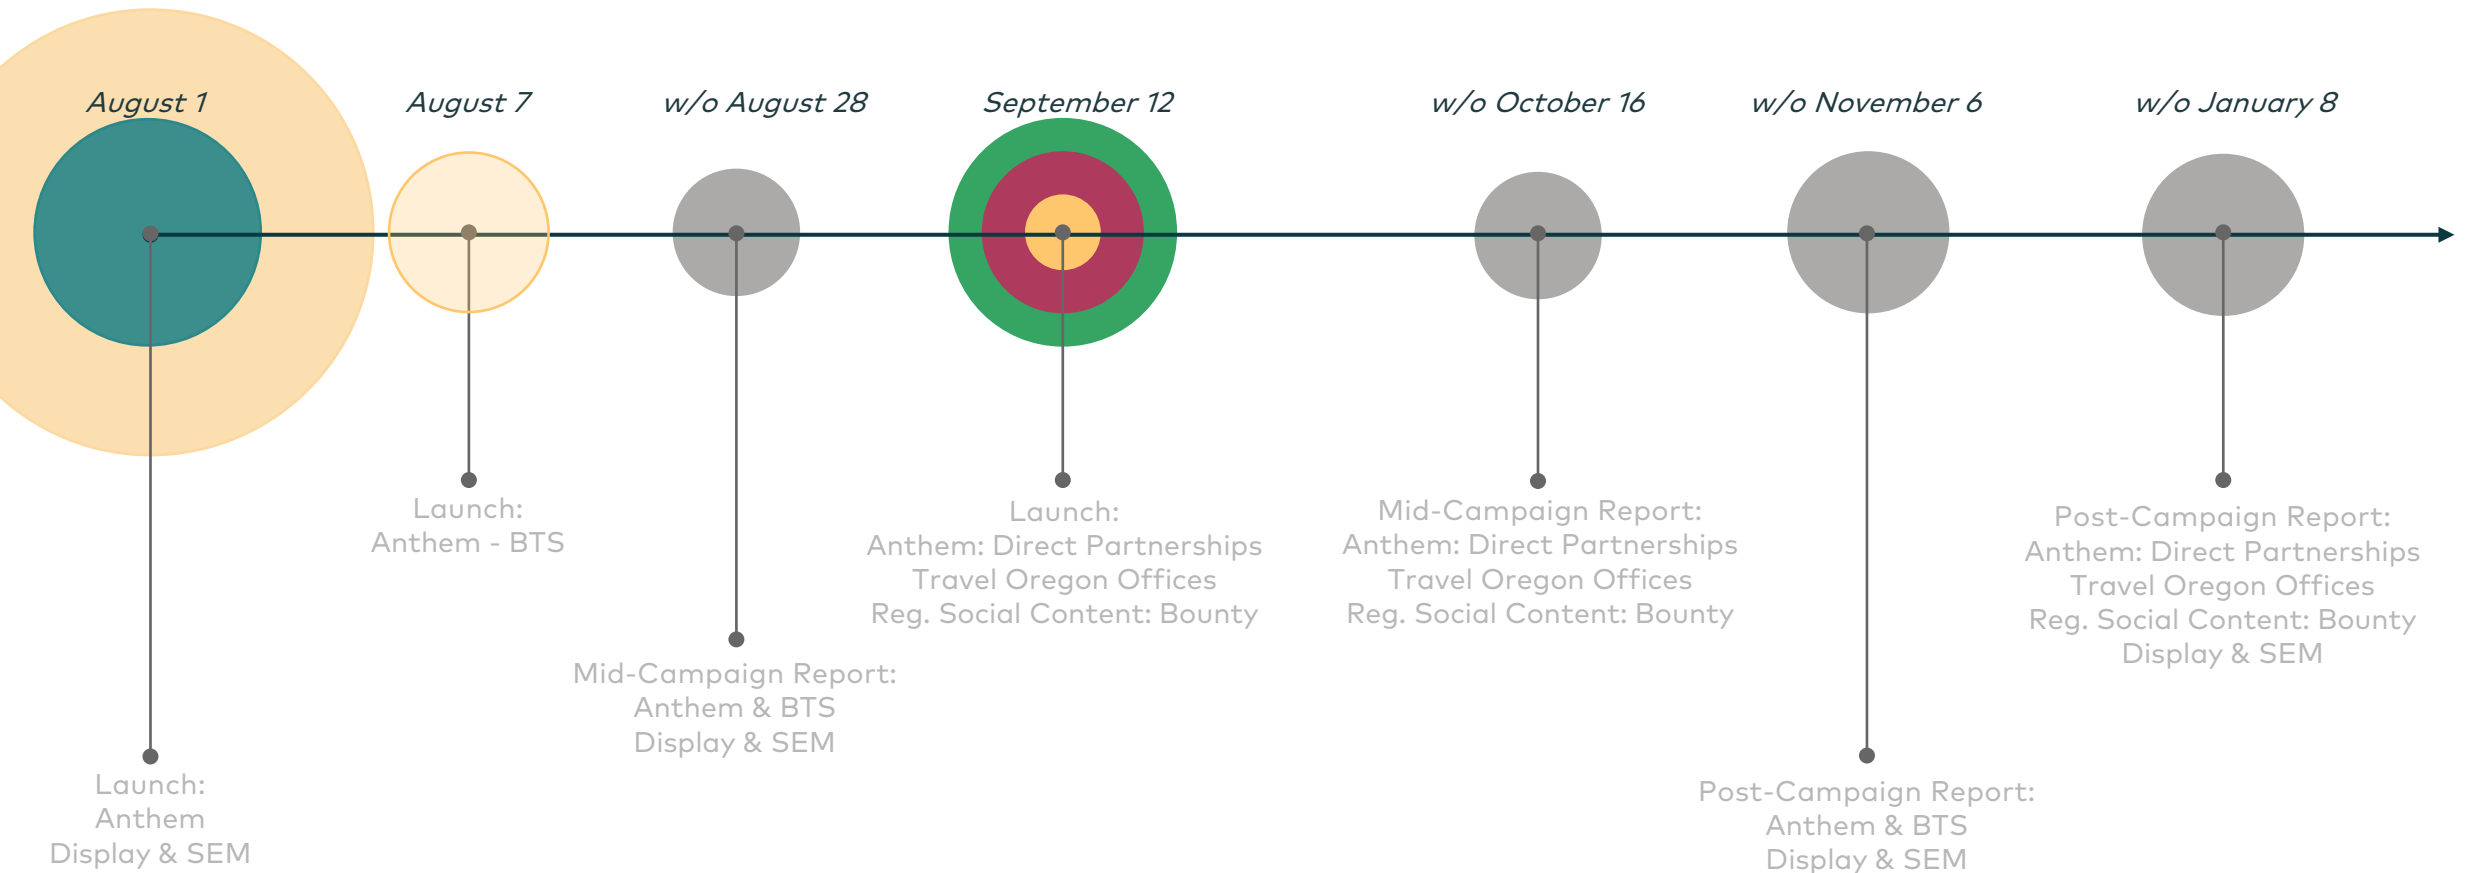 August 1
August 7
w/o August 28
September 12
w/o October 16
w/o November 6
w/o January 8
Launch:
Anthem
Display & SEM
Launch:
Anthem - BTS
Mid-Campaign Report:
Anthem & BTS
Display & SEM
Launch:
Anthem: Direct Partnerships
Travel Oregon Offices
Reg. Social Content: Bounty
Mid-Campaign Report:
Anthem: Direct Partnerships
Travel Oregon Offices
Reg. Social Content: Bounty
Post-Campaign Report:
Anthem & BTS
Display & SEM
Post-Campaign Report:
Anthem: Direct Partnerships
Travel Oregon Offices
Reg. Social Content: Bounty
Display & SEM